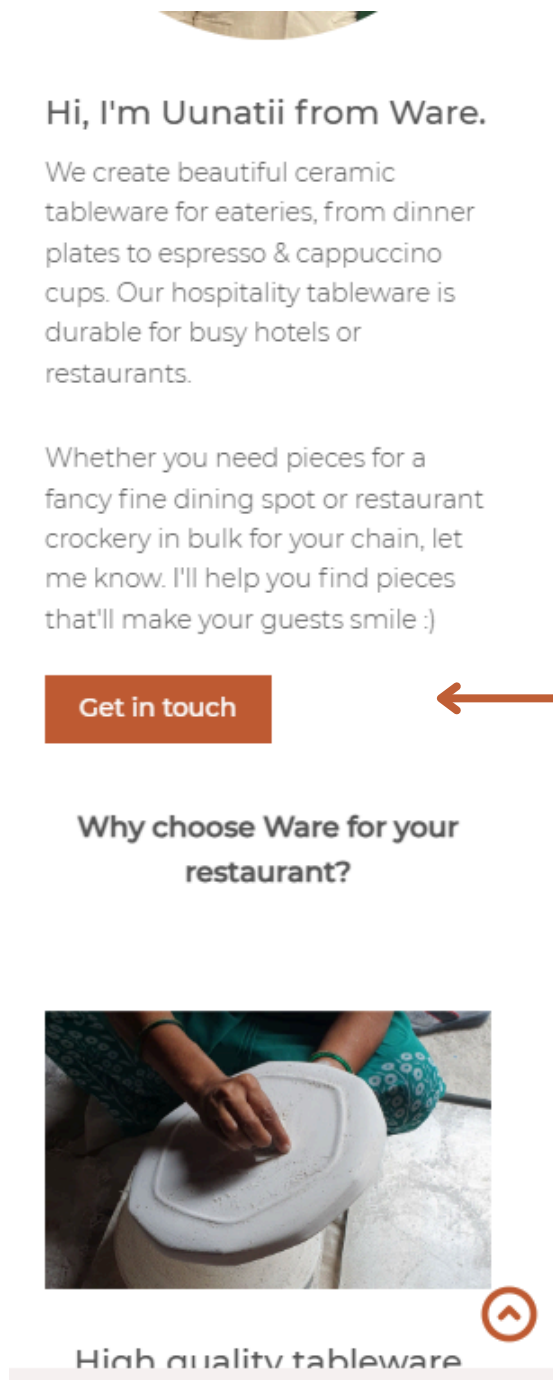 Hi, I'm Uunatii from Ware.
We create beautiful ceramic
tableware for eateries, from dinner
plates to espresso & cappuccino
cups. Our hospitality tableware is
durable for busy hotels or
restaurants.
Whether you need pieces for a
fancy fine dining spot or restaurant
crockery in bulk for your chain, let
me know. I'll help you find pieces
that'll make your guests smile :)
Get in touch
Why choose Ware for your
restaurant?
High quality tableware